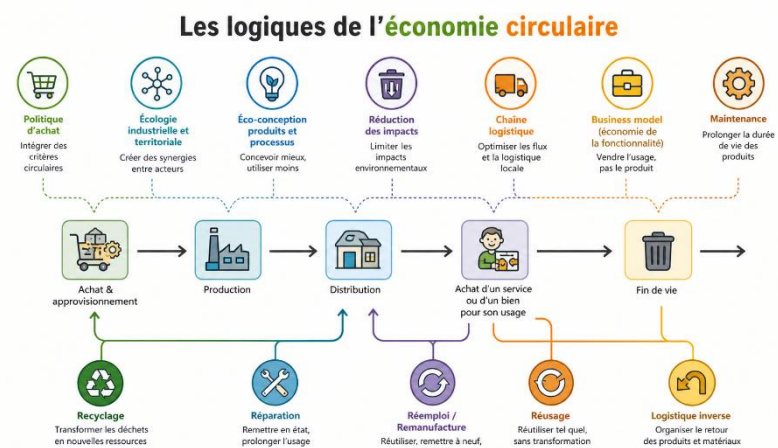 Les logiques de l'économie circulaire
Politique
d'achat
Intégrer des
critères
circulaires
Écologie
industrielle et
territoriale
Créer des synergies
entre acteurs
Éco-conception
produits et
processus
Concevoir mieux,
utiliser moins
Réduction
des impacts
Limiter les
impacts
environnementaux
Chaîne
logistique
Optimiser les flux
et la logistique
locale
Business model
(économie de
la fonctionnalité)
Vendre l'usage,
pas le produit
Maintenance
Prolonger la durée
de vie des
produits
Achat &
approvisionnement
Production
Distribution
Achat d'un service
ou d'un bien
pour son usage
Fin de vie
Recyclage
Transformer les déchets
en nouvelles ressources
Réparation
Remettre en état,
prolonger l'usage
Réemploi /
Remanufacture
Réutiliser, remettre à neuf,
Réusage
Réutiliser tel quel,
sans transformation
Logistique inverse
Organiser le retour
des produits et matériaux